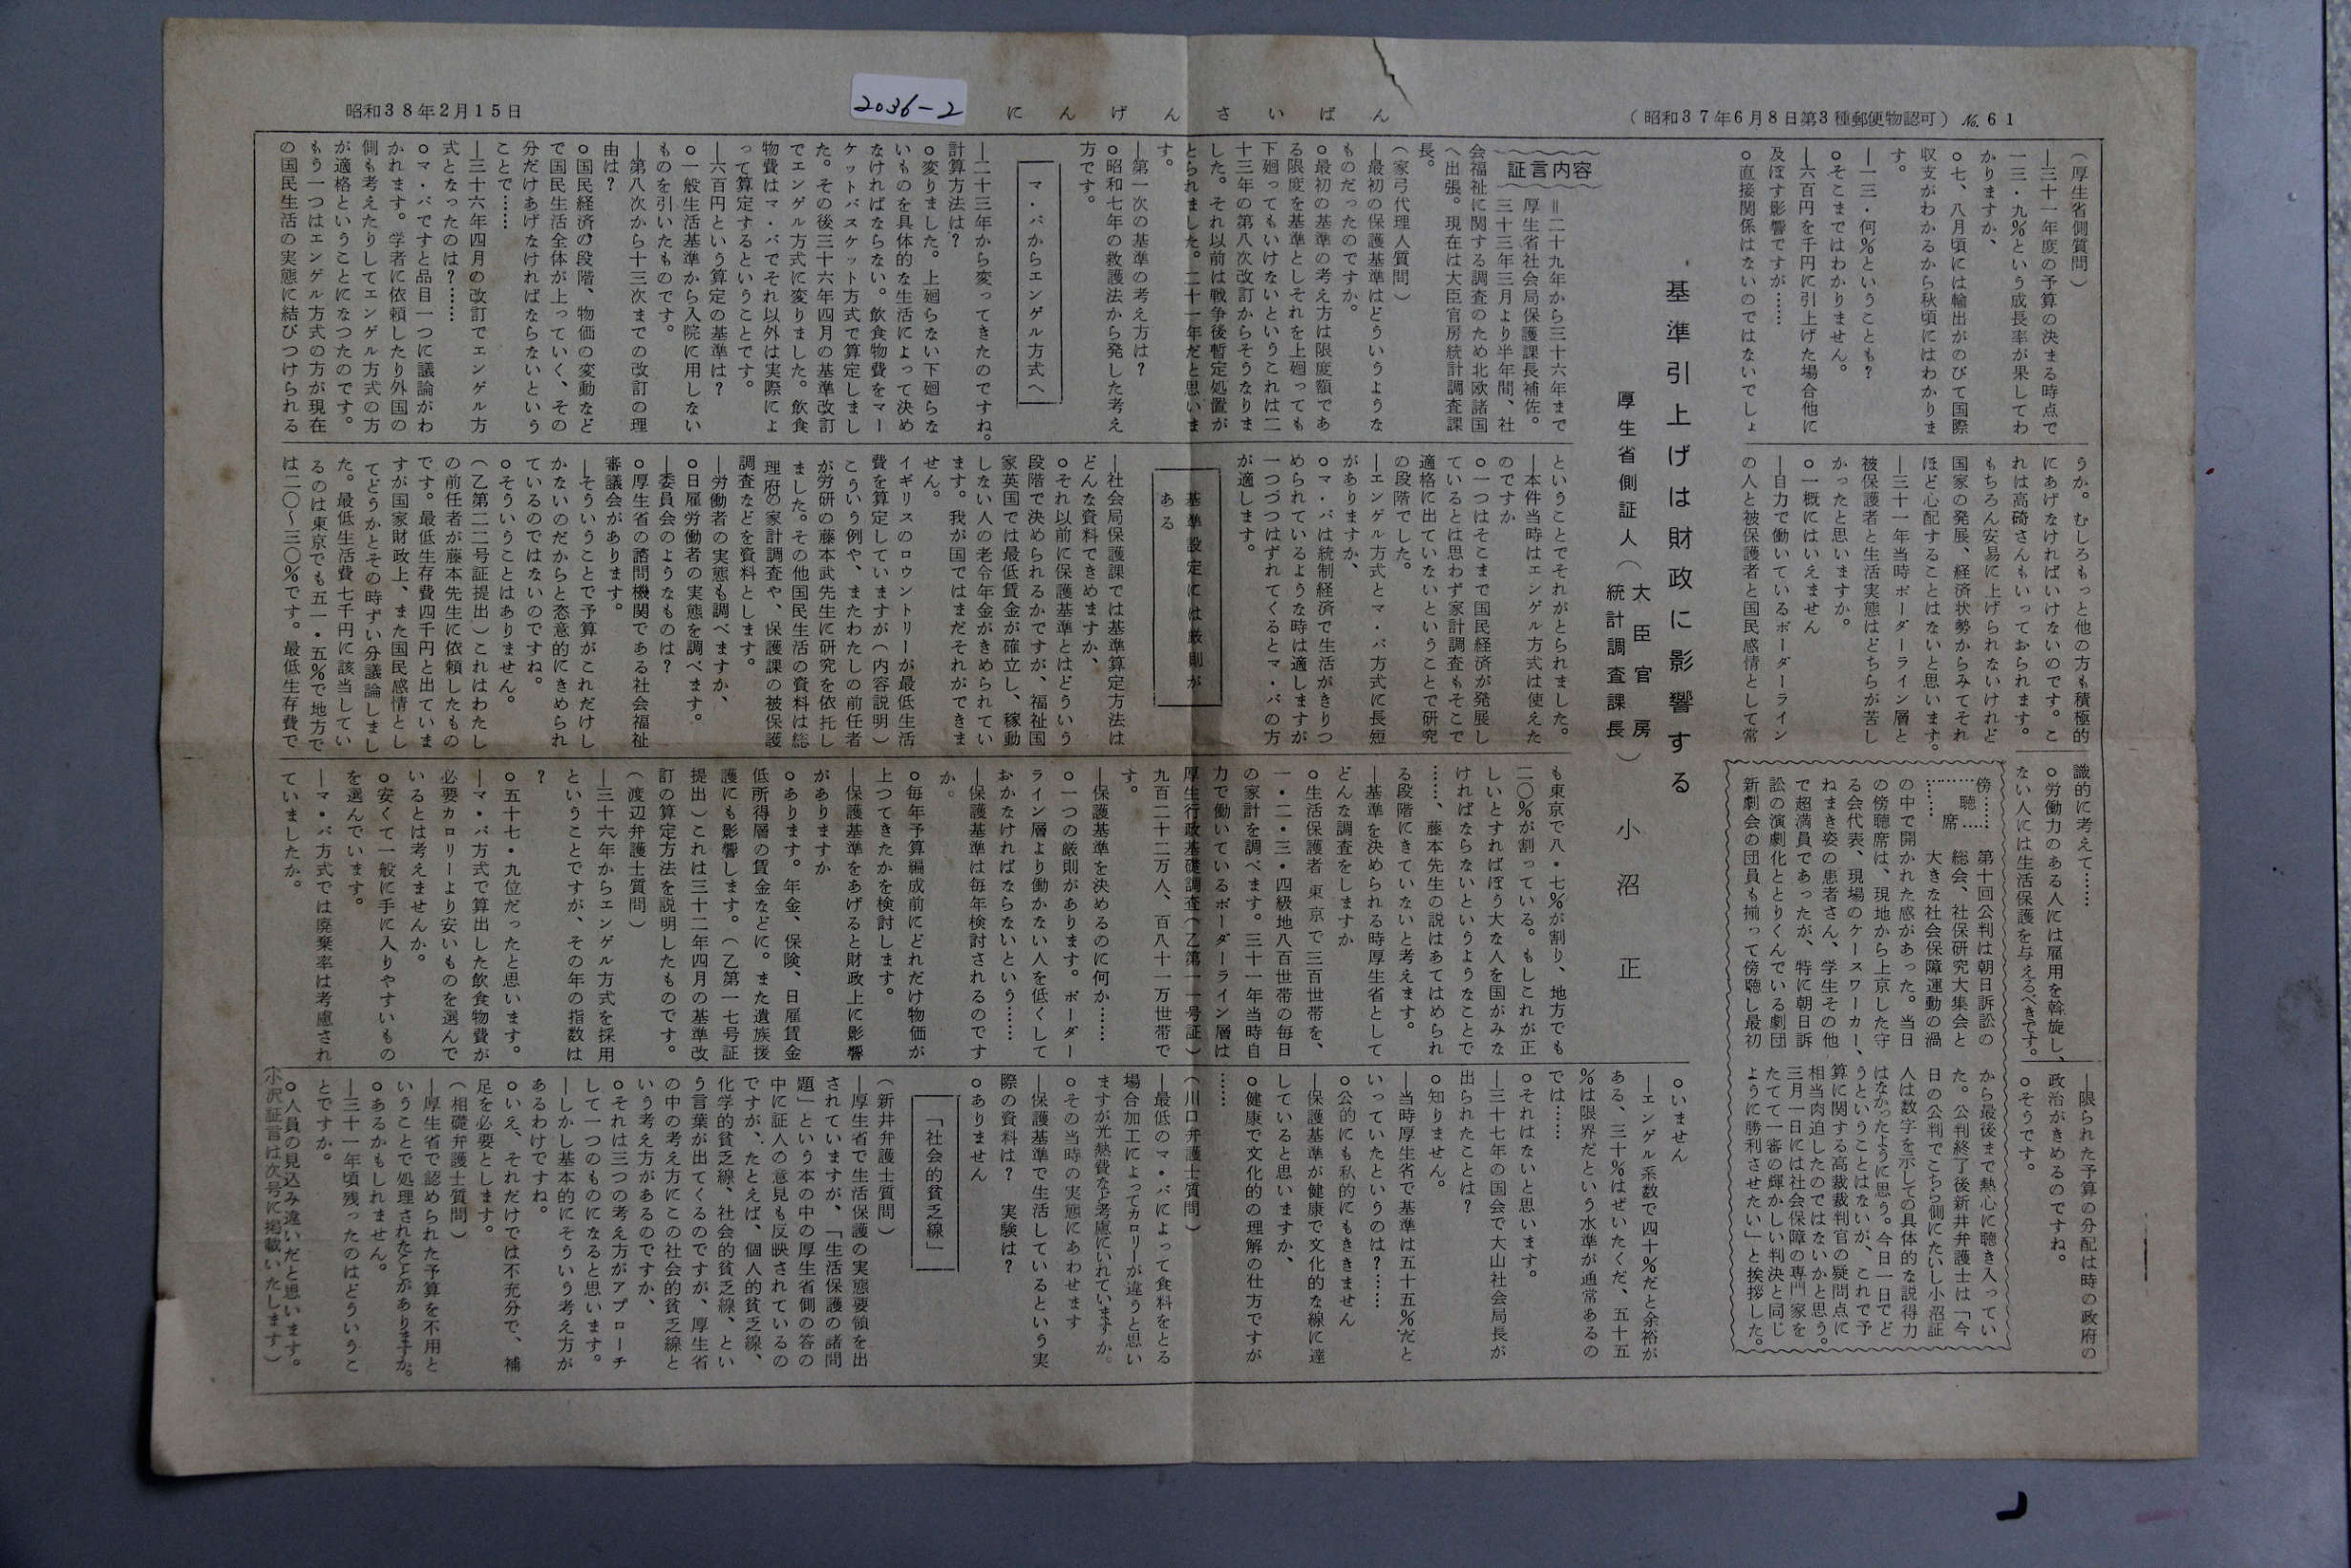 昭和38年2月15日
2036-2
にんげんさいばん
(昭和37年6月8日第3種郵便物認可) №61
(厚生省側質問)
―三十一年度の予算の決まる時点で
一三・九%という成長率が果してわ
かりますか、
○七、八月頃には輸出がのびて国際
収支がわかるから秋頃にはわかりま
す。
―一三・何%ということも?
○そこまではわかりません。
―六百円を千円に引上げた場合他に
及ぼす影響ですが……
○直接関係はないのではないでしょ
うか。むしろもっと他の方も積極的
にあげなければいけないのです。こ
れは高碕さんもいっておられます。
もちろん安易に上げられないけれど
国家の発展、経済状勢からみてそれ
ほど心配することはないと思います。
―三十一年当時ボーダーライン層と
被保護者と生活実態はどちらが苦し
かったと思いますか。
○一概にはいえません
―自力で働いているボーダーライン
の人と被保護者と国民感情として常
識的に考えて……
○労働力のある人には雇用を斡旋し、
ない人には生活保護を与えるべきです。
―限られた予算の分配は時の政府の
政治がきめるのですね。
○そうです。
傍聴席
第十回公判は朝日訴訟の
総会、社保研究大集会と
大きな社会保障運動の渦
の中で開かれた感があった。当日
の傍聴席は、現地から上京した守
る会代表、現場のケースワーカー、
ねまき姿の患者さん、学生その他
で超満員であったが、特に朝日訴
訟の演劇化ととりくんでいる劇団
新劇会の団員も揃って傍聴し最初
から最後まで熱心に聴き入ってい
た。公判終了後新井弁護士は「今
日の公判でこちら側にたいし小沼証
人は数字を示しての具体的な説得力
はなかったように思う。今日一日でど
うということはないが、これで予
算に関する高裁裁判官の疑問点に
相当肉迫したのではないかと思う。
三月一日には社会保障の専門家を
たてて一審の輝かしい判決と同じ
ように勝利させたい」と挨拶した。
基準引上げは財政に影響する
厚生省側証人(大臣官房
統計調査課長)小沼正
証言内容
=二十九年から三十六年まで
厚生省社会局保護課長補佐。
三十三年三月より半年間、社
会福祉に関する調査のため北欧諸国
へ出張。現在は大臣官房統計調査課
長。
(家弓代理人質問)
―最初の保護基準はどういうような
ものだったのですか。
○最初の基準の考え方は限度額であ
る限度を基準としそれを上廻っても
下廻ってもいけないというこれは二
十三年の第八次改訂からそうなりま
した。それ以前は戦争後暫定処置が
とられました。二十一年だと思いま
す。
―第一次の基準の考え方は?
○昭和七年の救護法から発した考え
方です。
マ・バからエンゲル方式へ
―二十三年から変ってきたのですね。
計算方法は?
○変りました。上廻らない下廻らな
いものを具体的な生活によって決め
なければならない。飲食物費をマー
ケットバスケット方式で算定しまし
た。その後三十六年四月の基準改訂
でエンゲル方式に変りました。飲食
物費はマ・バでそれ以外は実際によ
って算定するということです。
―六百円という算定の基準は?
○一般生活基準から入院に用しない
ものを引いたものです。
―第八次から十三次までの改訂の理
由は?
○国民経済の段階、物価の変動など
で国民生活全体が上っていく、その
分だけあげなければならないという
ことで……
―三十六年四月の改訂でエンゲル方
式となったのは?……
○マ・バですと品目一つに議論がわ
かれます。学者に依頼したり外国の
側も考えたりしてエンゲル方式の方
が適格ということになつたのです。
もう一つはエンゲル方式の方が現在
の国民生活の実態に結びつけられる
ということでそれがとられました。
―本件当時はエンゲル方式は使えた
のですか
○一つはそこまで国民経済が発展し
ているとは思わず家計調査もそこで
適格に出ていないということで研究
の段階でした。
―エンゲル方式とマ・バ方式に長短
がありますか、
○マ・バは統制経済で生活がきりつ
められているような時は適しますが
一つづつはずれてくるとマ・バの方
が適します。
基準設定には厳則が
ある
―社会局保護課では基準算定方法は
どんな資料できめますか、
○それ以前に保護基準とはどういう
段階で決められるかですが、福祉国
家英国では最低賃金が確立し、稼動
しない人の老令年金がきめられてい
ます。我が国ではまだそれができま
せん。
イギリスのロウントリーが最低生活
費を算定していますが(内容説明)
こういう例や、またわたしの前任者
が労研の藤本武先生に研究を依托し
ました。その他国民生活の資料は総
理府の家計調査や、保護課の被保護
調査などを資料とします。
―労働者の実態も調べますか、
○日雇労働者の実態を調べます。
―委員会のようなものは?
○厚生省の諮問機関である社会福祉
審議会があります。
―そういうことで予算がこれだけし
かないのだからと恣意的にきめられ
ているのではないのですね。
○そういうことはありません。
(乙第二二号証提出)これはわたし
の前任者が藤本先生に依頼したもの
です。最低生存費四千円と出ていま
すが国家財政上、また国民感情とし
てどうかとその時ずい分議論しまし
た。最低生活費七千円に該当してい
るのは東京でも五一・五%で地方で
は二〇~三〇%です。最低生存費で
も東京で八・七%が割り、地方でも
二〇%が割っている。もしこれが正
しいとすればぼう大な人を国がみな
ければならないというようなことで
……、藤本先生の説はあてはめられ
る段階にきていないと考えます。
―基準を決められる時厚生省として
どんな調査をしますか
○生活保護者 東京で三百世帯を、
一・二・三・四級地八百世帯の毎日
の家計を調べます。三十一年当時自
力で働いているボーダーライン層は
厚生行政基礎調査(乙第一一号証)
九百二十二万人、百八十一万世帯で
す。
―保護基準を決めるのに何か……
○一つの厳則があります。ボーダー
ライン層より働かない人を低くして
おかなければならないという……
―保護基準は毎年検討されるのです
か。
○毎年予算編成前にどれだけ物価が
上つてきたかを検討します。
―保護基準をあげると財政上に影響
がありますか
○あります。年金、保険、日雇賃金
低所得層の賃金などに。また遺族援
護にも影響します。(乙第一七号証
提出)これは三十二年四月の基準改
訂の算定方法を説明したものです。
(渡辺弁護士質問)
―三十六年からエンゲル方式を採用
ということですが、その年の指数は
?
○五十七・九位だったと思います。
―マ・バ方式で算出した飲食物費が
必要カロリーより安いものを選んで
いるとは考えませんか。
○安くて一般に手に入りやすいもの
を選んでいます。
―マ・バ方式では廃棄率は考慮され
ていましたか。
○いません
―エンゲル系数で四十%だと余裕が
ある、三十%はぜいたくだ、五十五
%は限界だという水準が通常あるの
では……
○それはないと思います。
―三十七年の国会で大山社会局長が
出られたことは?
○知りません。
―当時厚生省で基準は五十五%だと
いっていたというのは?……
○公的にも私的にもききません
―保護基準が健康で文化的な線に達
していると思いますか、
○健康で文化的の理解の仕方ですが
……
(川口弁護士質問)
―最低のマ・バによって食料をとる
場合加工によってカロリーが違うと思い
ますが光熱費など考慮にいれていますか。
○その当時の実態にあわせます
―保護基準で生活しているという実
際の資料は? 実験は?
○ありません
「社会的貧乏線」
(新井弁護士質問)
―厚生省で生活保護の実態要領を出
されていますが、「生活保護の諸問
題」という本の中の厚生省側の答の
中に証人の意見も反映されているの
ですが、たとえば、個人的貧乏線、
化学的貧乏線、社会的貧乏線、とい
う言葉が出てくるのですが、厚生省
の中の考え方にこの社会的貧乏線と
いう考え方があるのですか、
○それは三つの考え方がアプローチ
して一つのものになると思います。
―しかし基本的にそういう考え方が
あるわけですね。
○いえ、それだけでは不充分で、補
足を必要とします。
(相磯弁護士質問)
―厚生省で認められた予算を不用と
いうことで処理されたことがありますか。
○あるかもしれません。
―三十一年頃残ったのはどういうこ
とですか。
○人員の見込み違いだと思います。
(小沢証言は次号に掲載いたします)